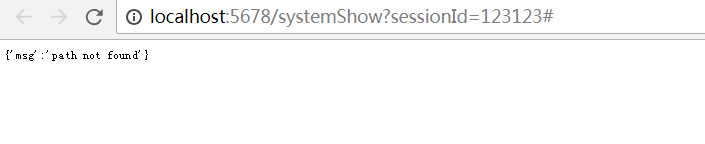 localhost:5678/systemShow?sessionId=123123#
{'msg':'path not found'}